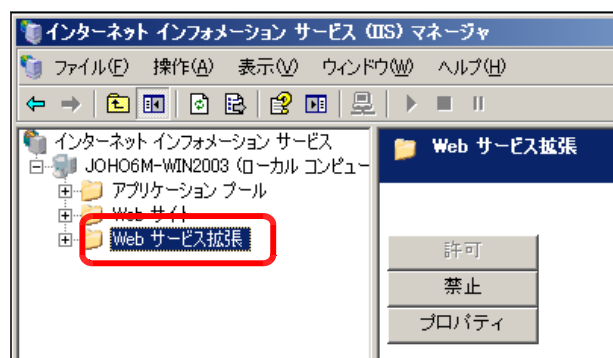 インターネット インフォメーション サービス (IIS) マネージャ
ファイル(F) 操作(A) 表示(V) ウィンドウ(W) ヘルプ(H)
インターネット インフォメーション サービス
JOHO6M-WIN2003 (ローカル コンピュー
アプリケーション プール
Web サイト
Web サービス拡張
Web サービス拡張
許可
禁止
プロパティ